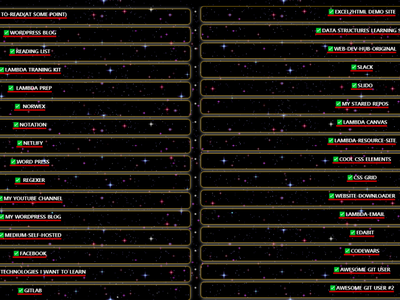 TO-READ(AT SOME POINT)
WORDPRESS BLOG
READING LIST
LAMBDA TRANING KIT
LAMBDA PREP
NORWEX
NOTATION
NETLIFY
WORD PRESS
REGEXER
MY YOUTUBE CHANNEL
MY WORDPRESS BLOG
MEDIUM-SELF-HOSTED
FACEBOOK
TECHNOLOGIES I WANT TO LEARN
GITLAB
EXCEL2HTML DEMO SITE
DATA STRUCTURES LEARNING S
WEB-DEV-HUB-ORIGINAL
SLACK
SLIDO
MY STARED REPOS
LAMBDA CANVAS
LAMBDA-RESOURCE-SITE
COOL CSS ELEMENTS
CSS GRID
WEBSITE-DOWNLOADER
LAMBDA-EMAIL
EDABIT
CODEWARS
AWESOME GIT USER
AWESOME GIT USER #2